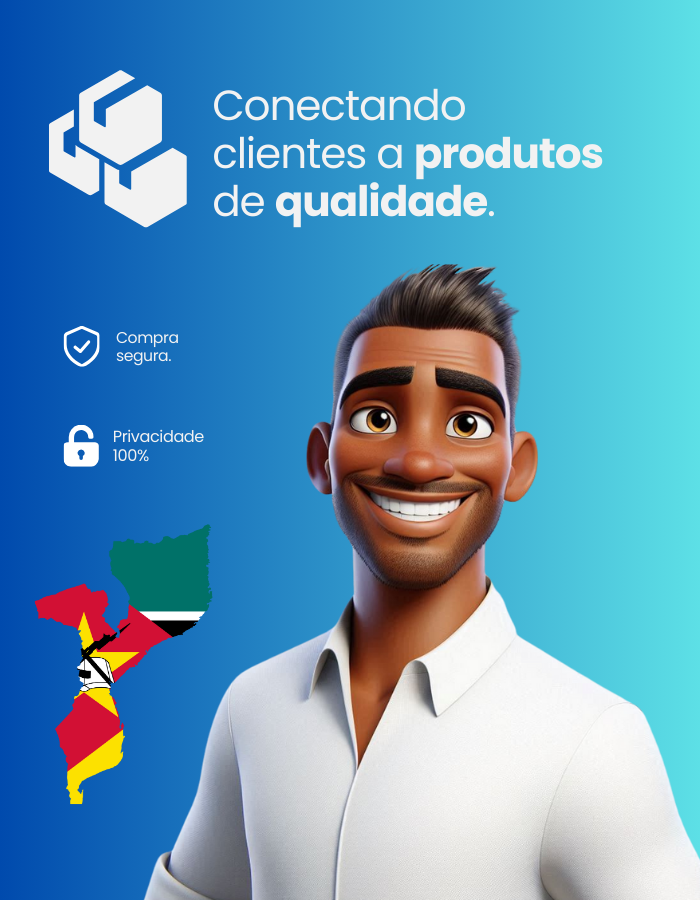 Conectando
clientes a produtos
de qualidade.
Compra
segura.
Privacidade
100%